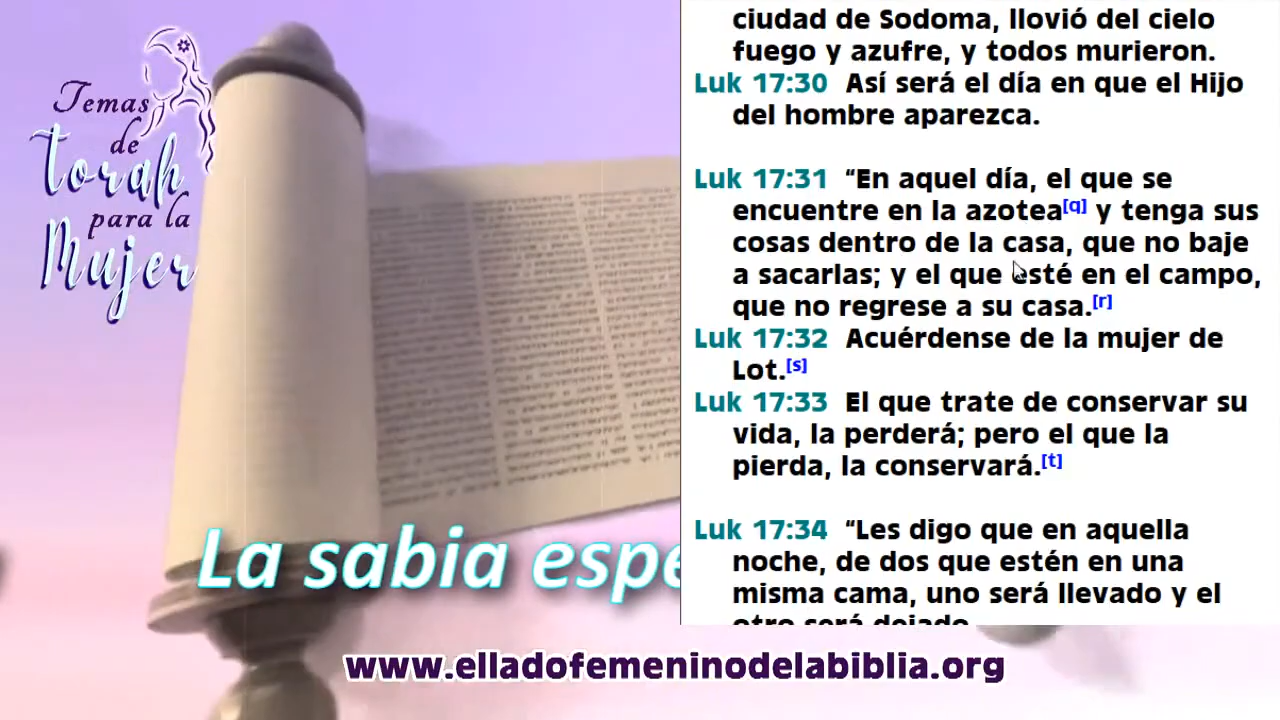 Temas
de
torah
para la
Mujer
ciudad de Sodoma, llovió del cielo
fuego y azufre, y todos murieron.
Luk 17:30 Así será el día en que el Hijo
del hombre aparezca.
Luk 17:31 “En aquel día, el que se
encuentre en la azotea[q] y tenga sus
cosas dentro de la casa, que no baje
a sacarlas; y el que esté en el campo,
que no regrese a su casa.[r]
Luk 17:32 Acuérdense de la mujer de
Lot.[s]
Luk 17:33 El que trate de conservar su
vida, la perderá; pero el que la
pierda, la conservará.[t]
Luk 17:34 “Les digo que en aquella
noche, de dos que estén en una
misma cama, uno será llevado y el
otro será dejado
La sabia espe
www.elladofemeninodelabiblia.org